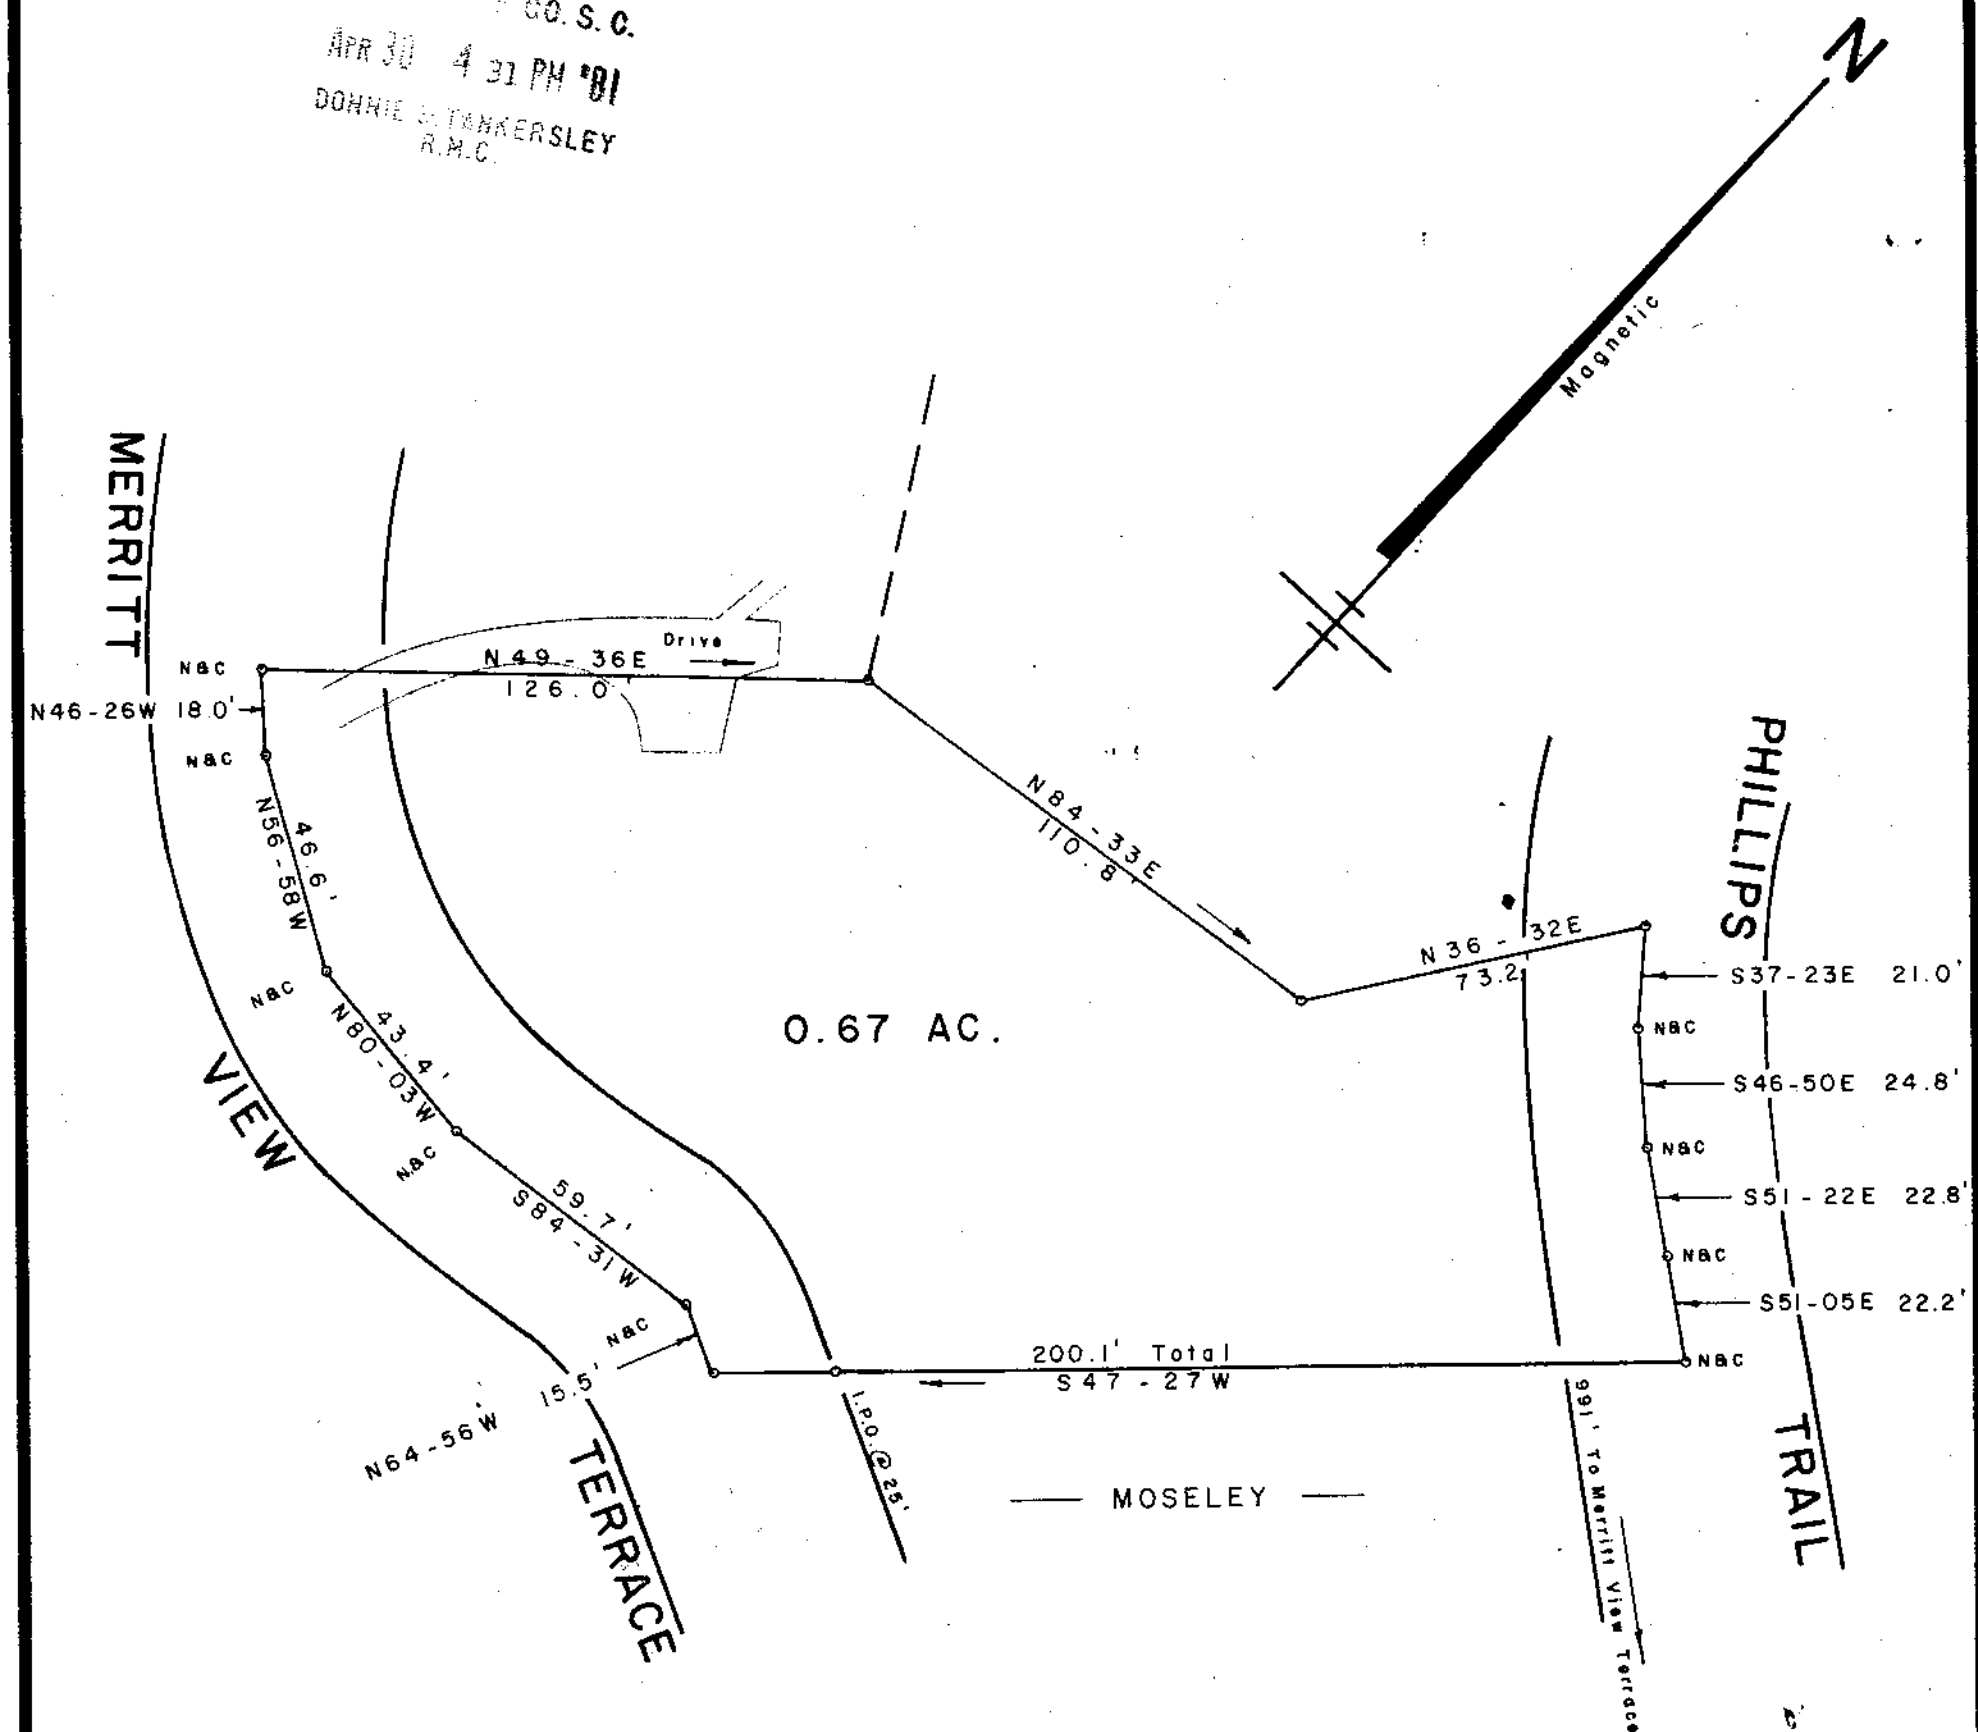 CO. S. C.
APR 30 4 31 PM '81
DONNIE S. TANKERSLEY
R.M.C.
N
Magnetic
MERRITT
VIEW
TERRACE
N&C
N46-26W 18.0'
N&C
Drive
N 49 - 36E
126.0'
N84-33E
110.8'
N 36 - 32E
73.2'
PHILLIPS
TRAIL
S37-23E 21.0'
N&C
S46-50E 24.8'
N&C
S51-22E 22.8'
N&C
S51-05E 22.2'
N&C
46.6'
N56-58W
N&C
43.4'
N80-03W
N&C
59.7'
S84-31W
N&C
15.5'
N64-56W
0.67 AC.
200.1' Total
S47-27W
I.P.O. @ 25'
MOSELEY
991' To Merritt View Terrace